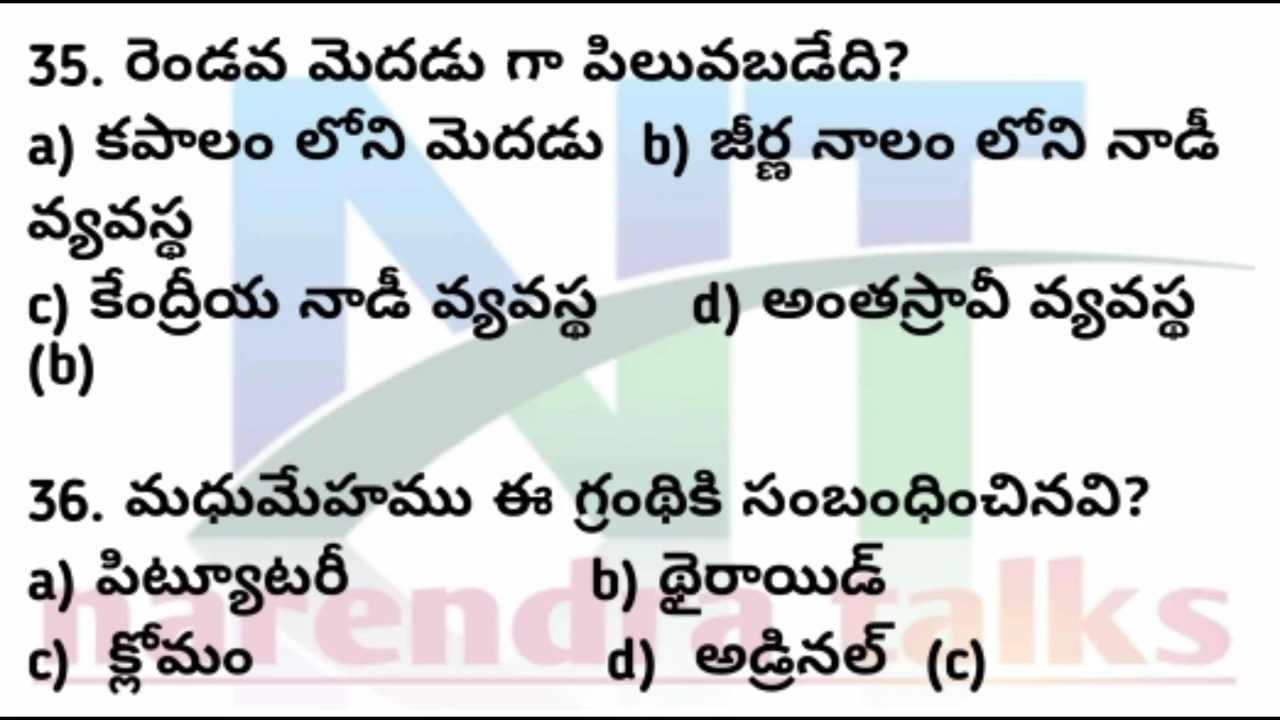 35. రెండవ మెదడు గా పిలువబడేది?
a) కపాలం లోని మెదడు b) జీర్ణ నాలం లోని నాడీ
వ్యవస్థ
c) కేంద్రీయ నాడీ వ్యవస్థ d) అంతస్రావీ వ్యవస్థ
(b)
36. మధుమేహము ఈ గ్రంథికి సంబంధించినవి?
a) పిట్యూటరీ b) థైరాయిడ్
c) క్లోమం d) అడ్రినల్ (c)
NT
narendra talks